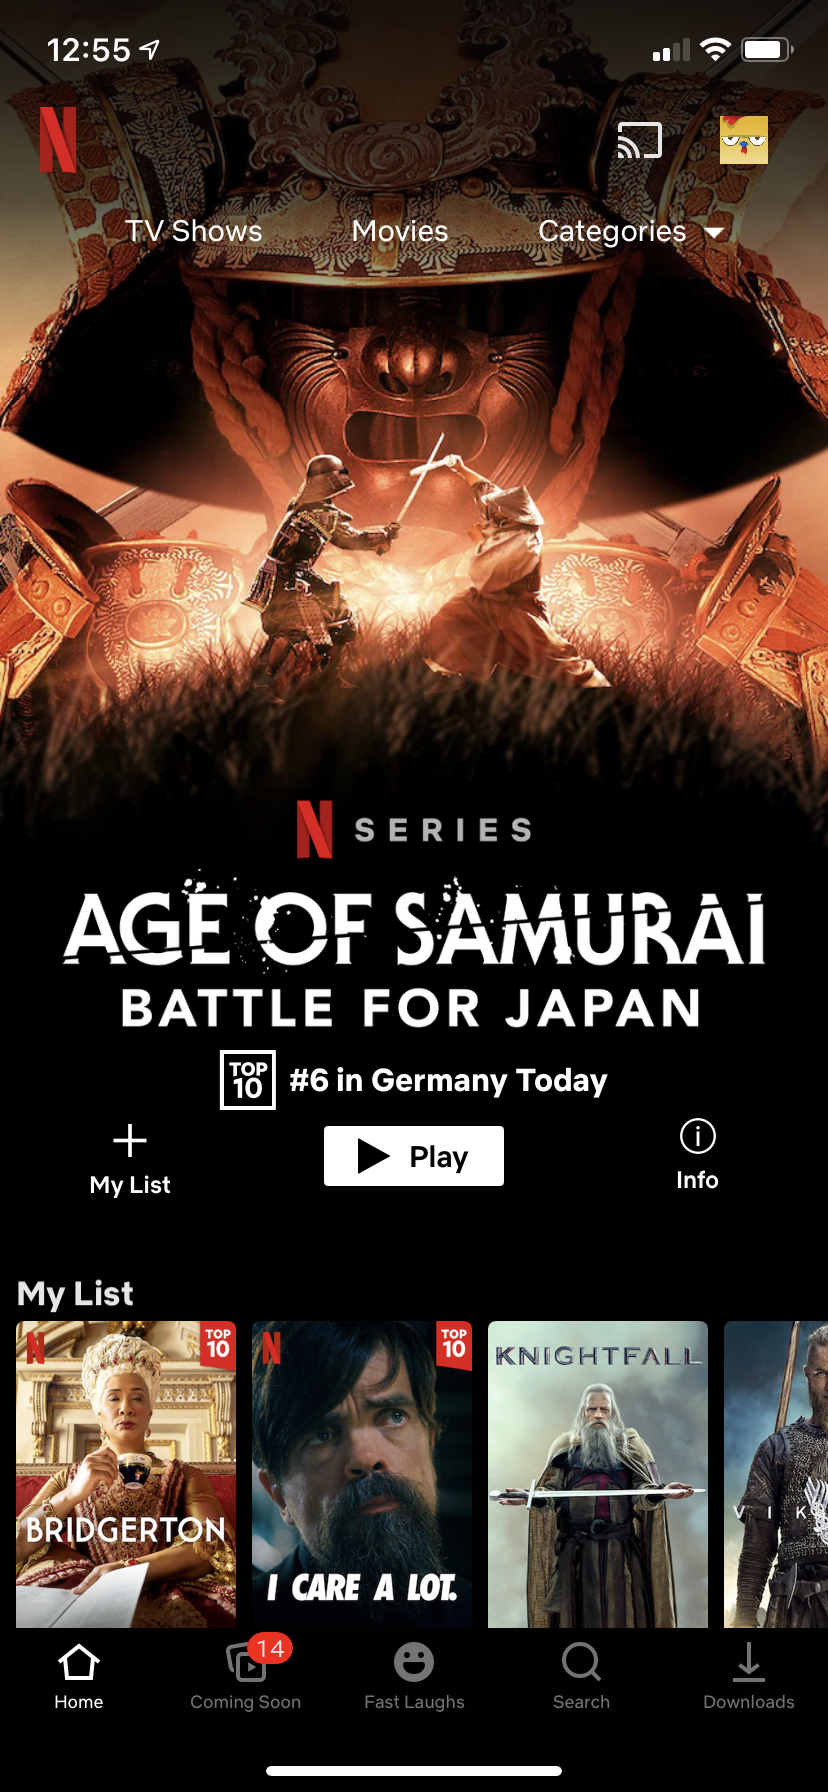 12:55
TV Shows Movies Categories
SERIES
AGE OF SAMURAI
BATTLE FOR JAPAN
TOP 10 #6 in Germany Today
My List Play Info
My List
TOP 10
TOP 10
KNIGHTFALL
VIK
BRIDGERTON
I CARE A LOT.
14
Home Coming Soon Fast Laughs Search Downloads